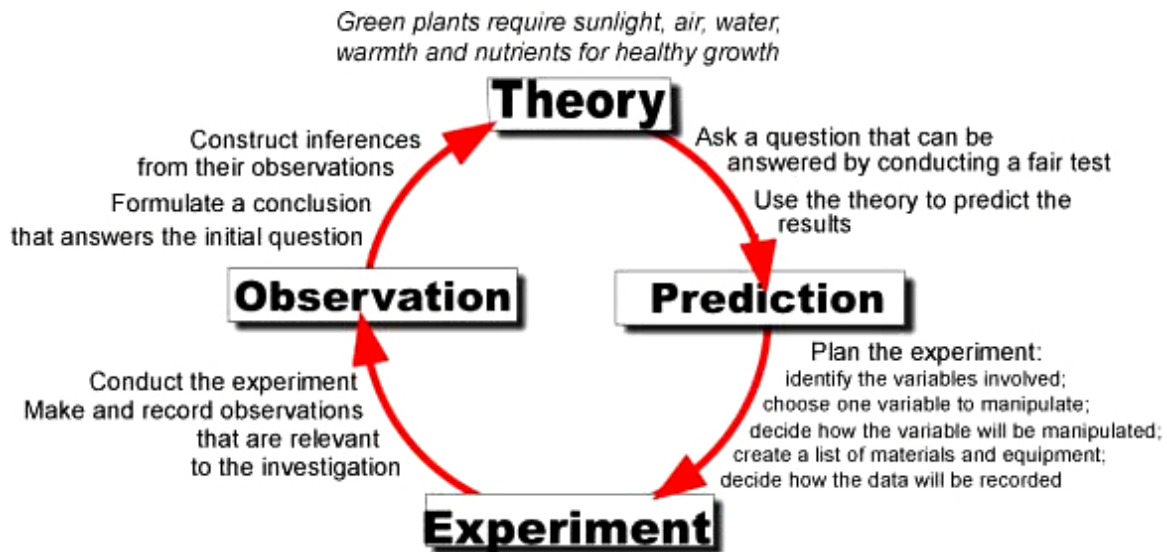 Green plants require sunlight, air, water,
warmth and nutrients for healthy growth
Theory
Ask a question that can be
answered by conducting a fair test
Use the theory to predict the
results
Prediction
Plan the experiment:
identify the variables involved;
choose one variable to manipulate;
decide how the variable will be manipulated;
create a list of materials and equipment;
decide how the data will be recorded
Experiment
Conduct the experiment
Make and record observations
that are relevant
to the investigation
Observation
Construct inferences
from their observations
Formulate a conclusion
that answers the initial question